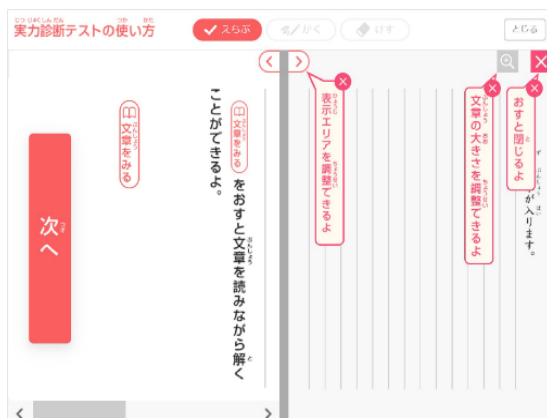 実力診断テストの使い方
えらぶ
かく
けす
とじる
おすと閉じるよ
が入ります。
文章の大きさを調整できるよ
表示エリアを調整できるよ
文章をみる をおすと文章を読みながら解く
ことができるよ。
文章をみる
次へ